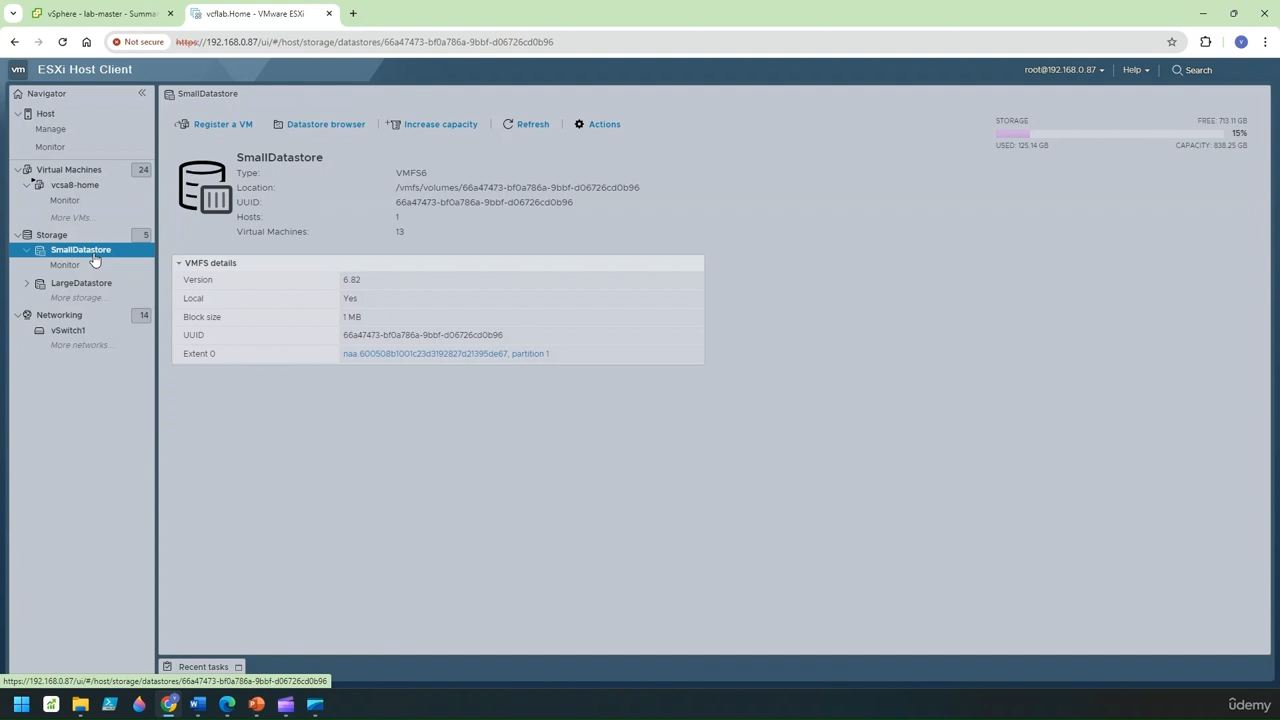 vSphere - lab-master - Summa
vcflab.Home - VMware ESXi
Not secure
https://192.168.0.87/ui/#/host/storage/datastores/66a47473-bf0a786a-9bbf-d06726cd0b96
V
vm ESXi Host Client
root@192.168.0.87
Help
Search
Navigator
SmallDatastore
Host
Manage
Monitor
Virtual Machines 24
vcsa8-home
Monitor
More VMs...
Storage 5
SmallDatastore
Monitor
LargeDatastore
More storage...
Networking 14
vSwitch1
More networks...
Register a VM
Datastore browser
Increase capacity
Refresh
Actions
STORAGE FREE: 713.11 GB
15%
USED: 125.14 GB CAPACITY: 838.25 GB
SmallDatastore
Type: VMFS6
Location: /vmfs/volumes/66a47473-bf0a786a-9bbf-d06726cd0b96
UUID: 66a47473-bf0a786a-9bbf-d06726cd0b96
Hosts: 1
Virtual Machines: 13
VMFS details
Version 6.82
Local Yes
Block size 1 MB
UUID 66a47473-bf0a786a-9bbf-d06726cd0b96
Extent 0 naa.600508b1001c23d3192827d21395de67, partition 1
Recent tasks
https://192.168.0.87/ui/#/host/storage/datastores/66a47473-bf0a786a-9bbf-d06726cd0b96
udemy